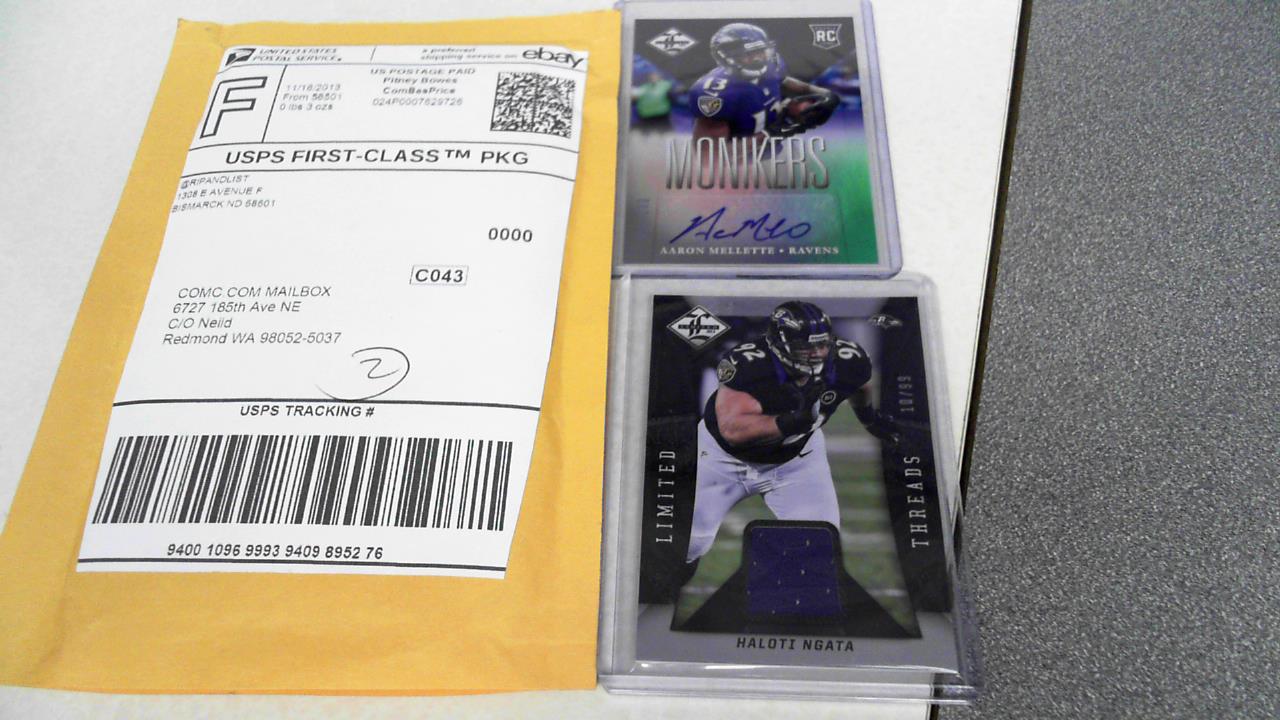 UNITED STATES
POSTAL SERVICE®
a preferred
shipping service on ebay
F
11/18/2013
From 58501
0 lbs 3 ozs
US POSTAGE PAID
Pitney Bowes
ComBasPrice
024P0007629726
USPS FIRST-CLASS™ PKG
@RIPANDLIST
1308 E AVENUE F
BISMARCK ND 58501
0000
C043
COMC.COM MAILBOX
6727 185th Ave NE
C/O Neild
Redmond WA 98052-5037
2
USPS TRACKING #
9400 1096 9993 9409 8952 76
RC
13
MONIKERS
AARON MELLETTE • RAVENS
92
92
10/99
LIMITED
THREADS
HALOTI NGATA